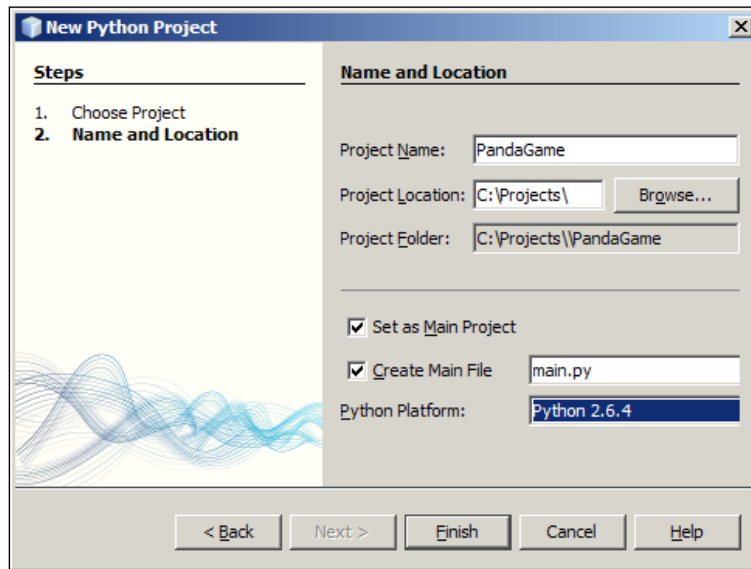 New Python Project
Steps
1. Choose Project
2. Name and Location
Name and Location
Project Name: PandaGame
Project Location: C:\Projects\ Browse...
Project Folder: C:\Projects\\PandaGame
Set as Main Project
Create Main File main.py
Python Platform: Python 2.6.4
< Back Next > Finish Cancel Help